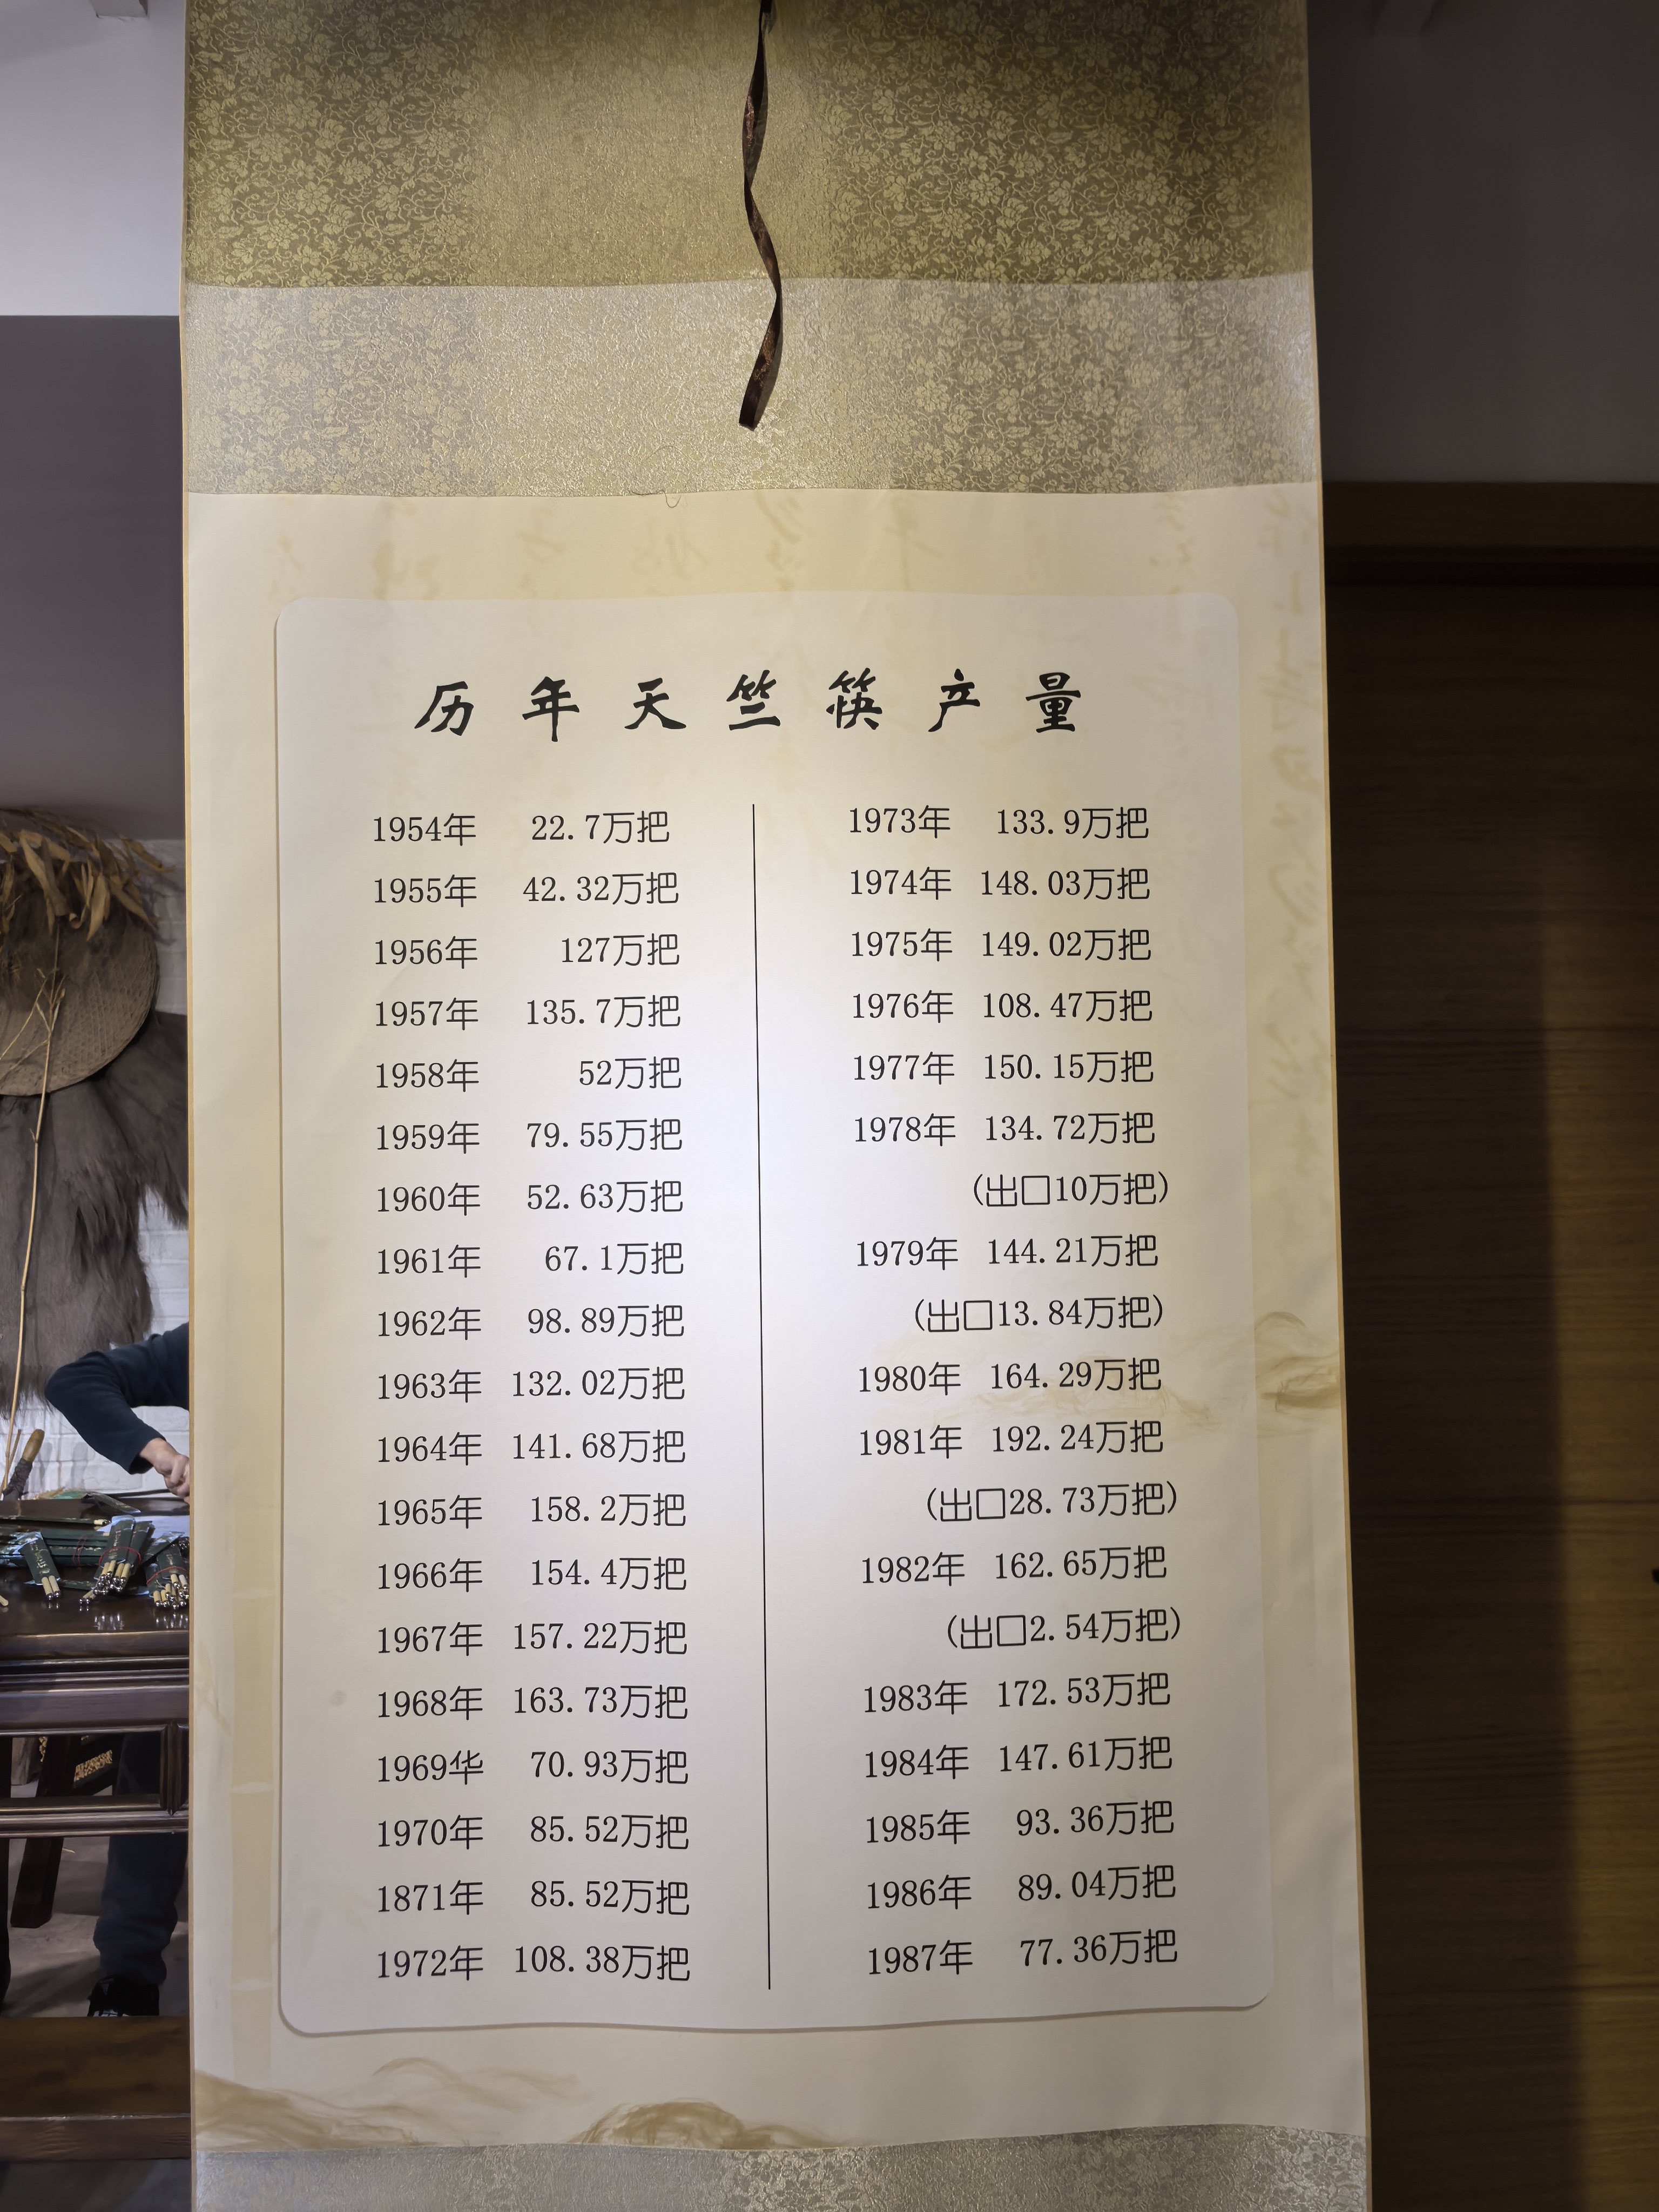 历年天竺筷产量
1954年 22.7万把
1955年 42.32万把
1956年 127万把
1957年 135.7万把
1958年 52万把
1959年 79.55万把
1960年 52.63万把
1961年 67.1万把
1962年 98.89万把
1963年 132.02万把
1964年 141.68万把
1965年 158.2万把
1966年 154.4万把
1967年 157.22万把
1968年 163.73万把
1969华 70.93万把
1970年 85.52万把
1871年 85.52万把
1972年 108.38万把
1973年 133.9万把
1974年 148.03万把
1975年 149.02万把
1976年 108.47万把
1977年 150.15万把
1978年 134.72万把
(出口10万把)
1979年 144.21万把
(出口13.84万把)
1980年 164.29万把
1981年 192.24万把
(出口28.73万把)
1982年 162.65万把
(出口2.54万把)
1983年 172.53万把
1984年 147.61万把
1985年 93.36万把
1986年 89.04万把
1987年 77.36万把